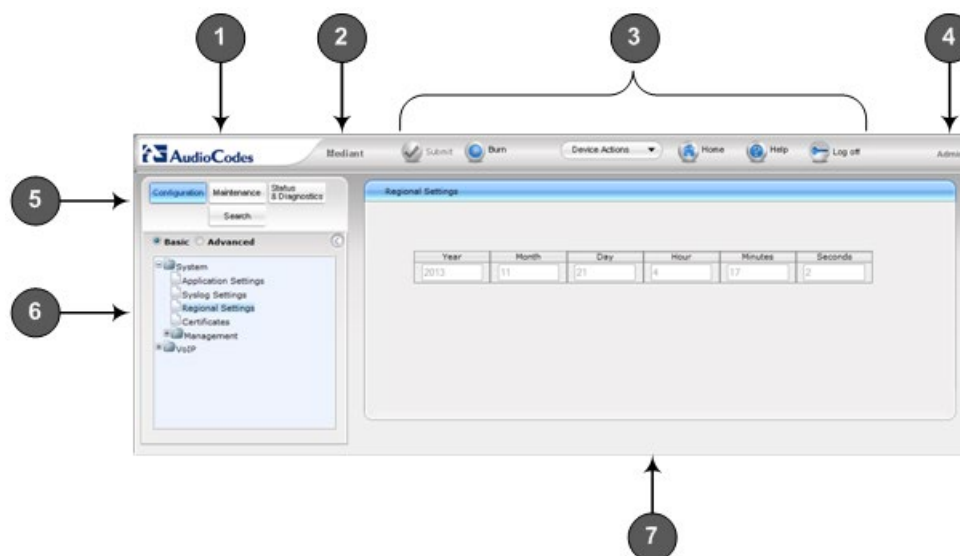 1
2
3
4
AudioCodes
Mediant
Submit
Burn
Device Actions
Home
Help
Log off
5
Configuration
Maintenance
Status
& Diagnostics
Search
Basic
Advanced
6
System
Application Settings
Syslog Settings
Regional Settings
Certificates
Management
VoIP
Regional Settings
Year Month Day Hour Minutes Seconds
2013 11 21 4 17 2
7